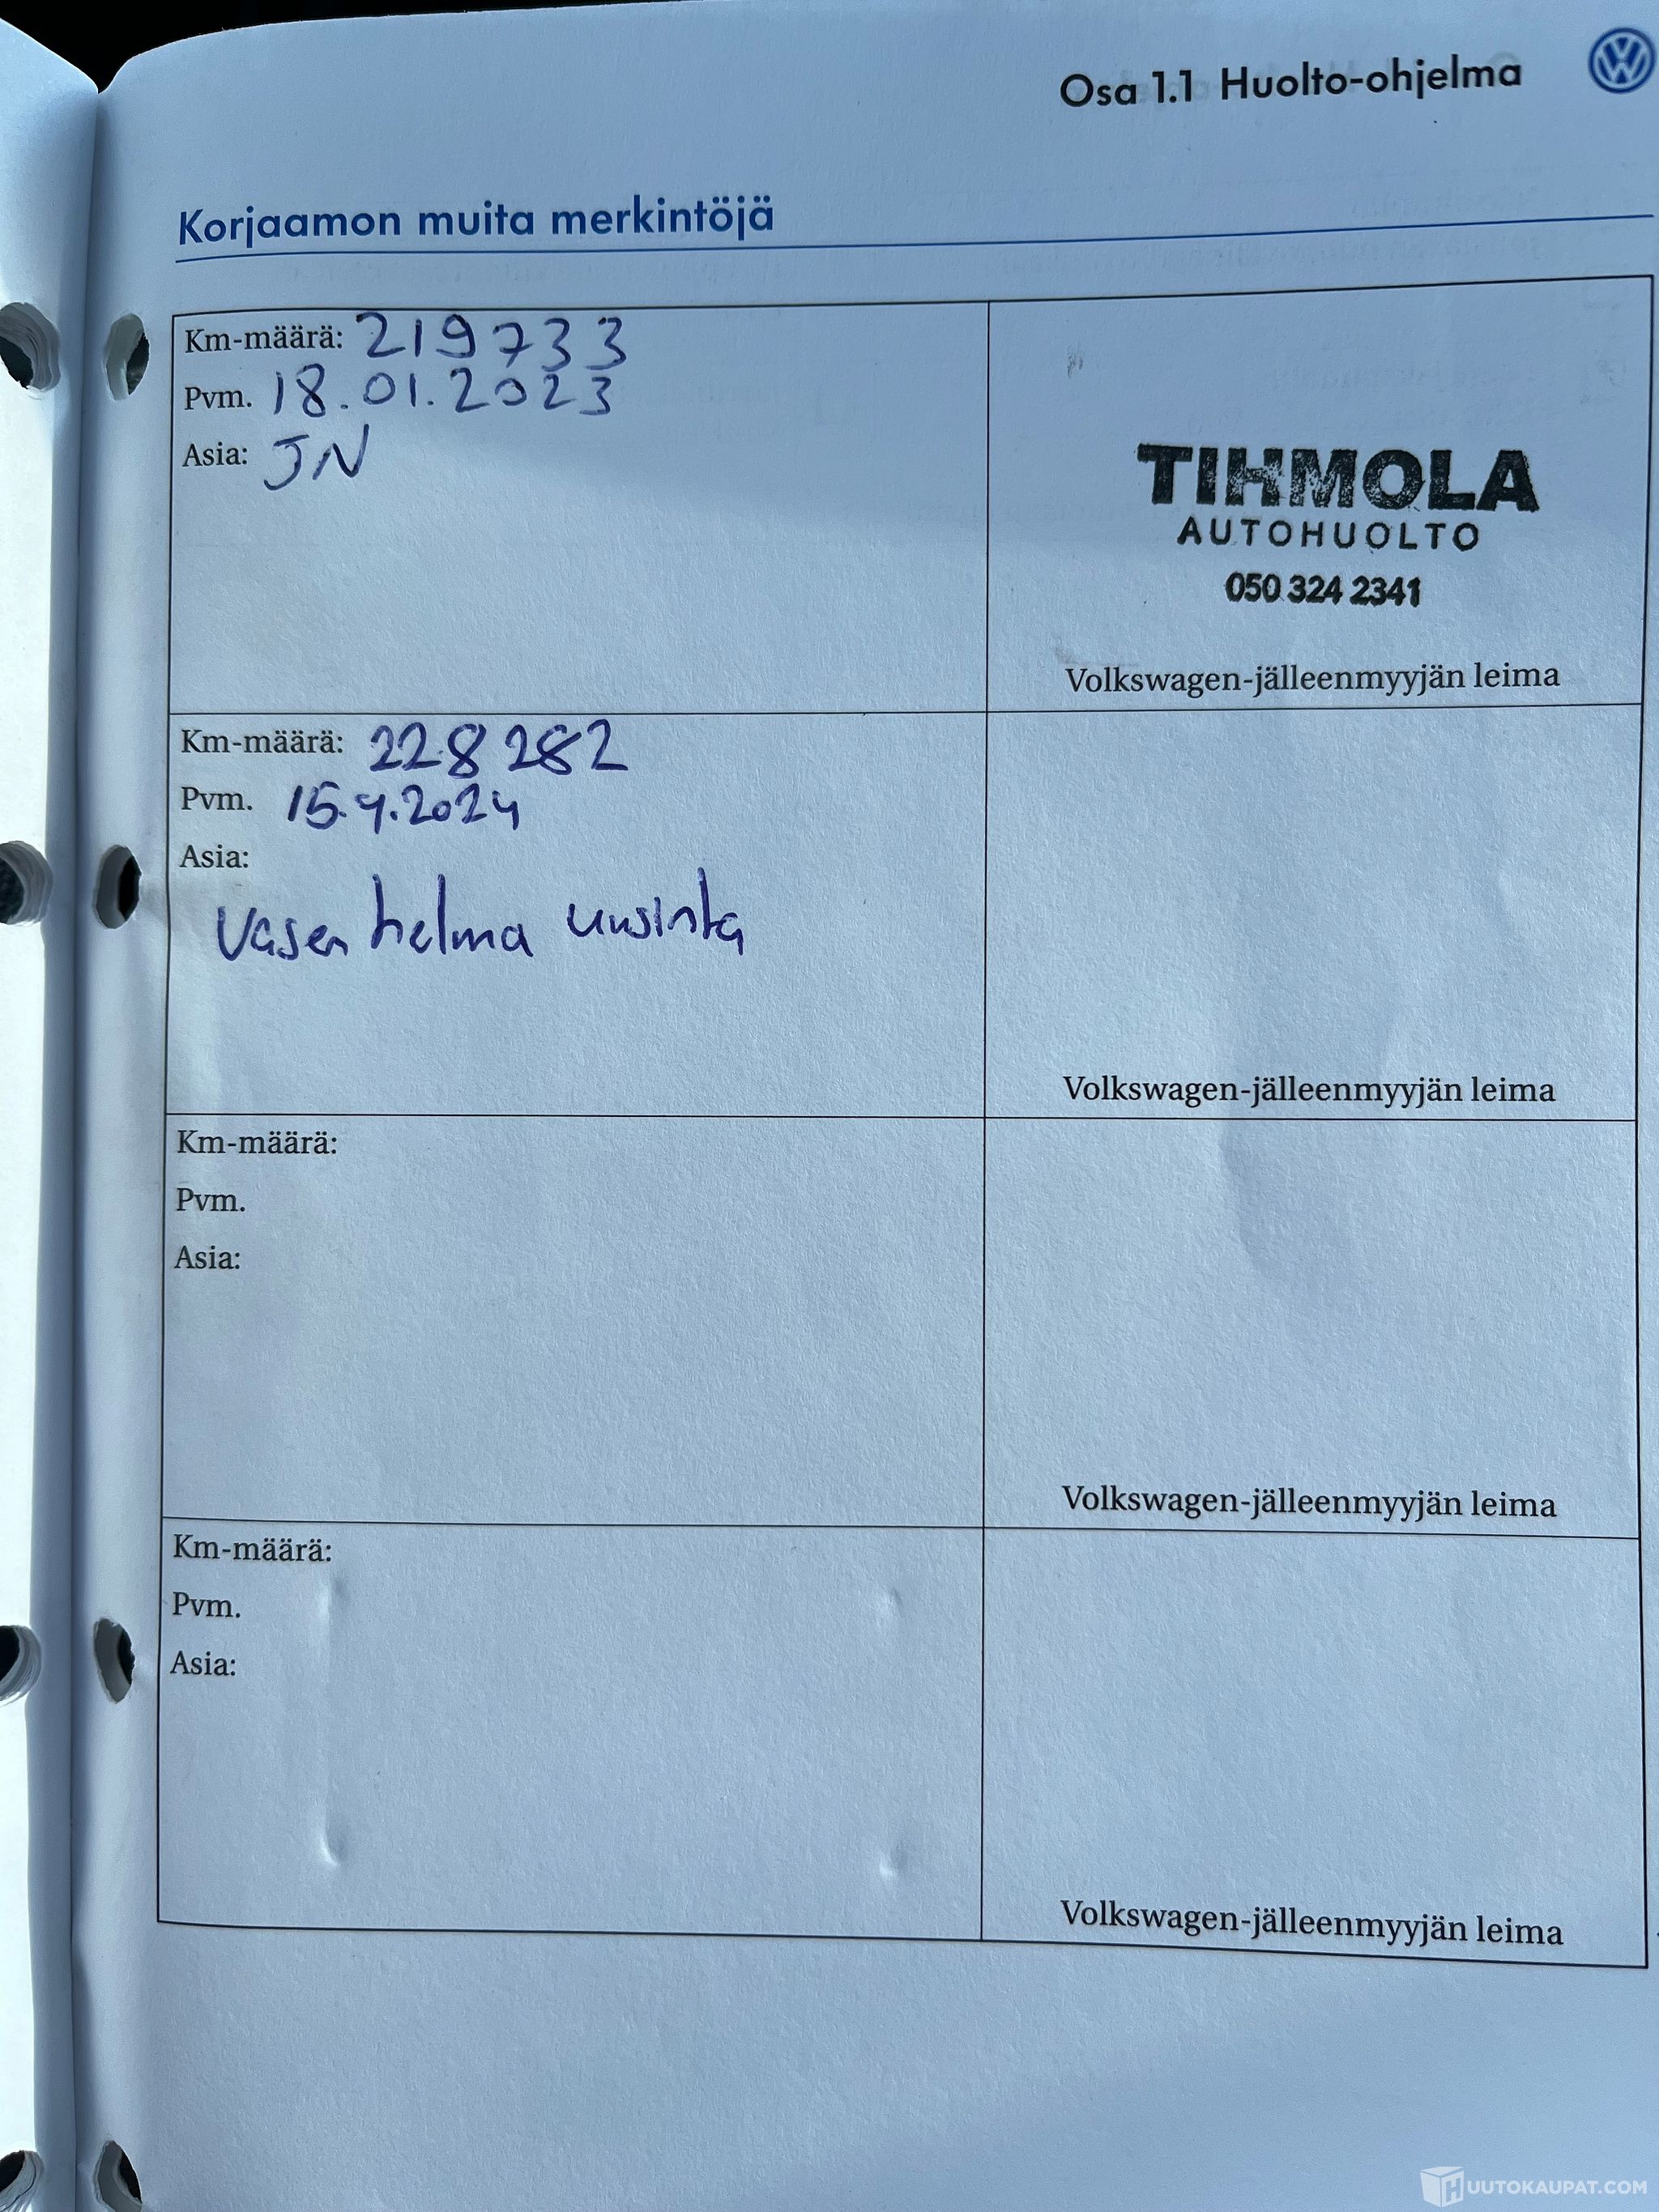 Osa 1.1 Huolto-ohjelma
Korjaamon muita merkintöjä
Km-määrä: 219733
Pvm. 18.01.2023
Asia: JN
TIHMOLA
AUTOHUOLTO
050 324 2341
Volkswagen-jälleenmyyjän leima
Km-määrä: 228 282
Pvm. 15.4.2024
Asia:
Vasen helma uusinta
Volkswagen-jälleenmyyjän leima
Km-määrä:
Pvm.
Asia:
Volkswagen-jälleenmyyjän leima
Km-määrä:
Pvm.
Asia:
Volkswagen-jälleenmyyjän leima
HUUTOKAUPAT.COM